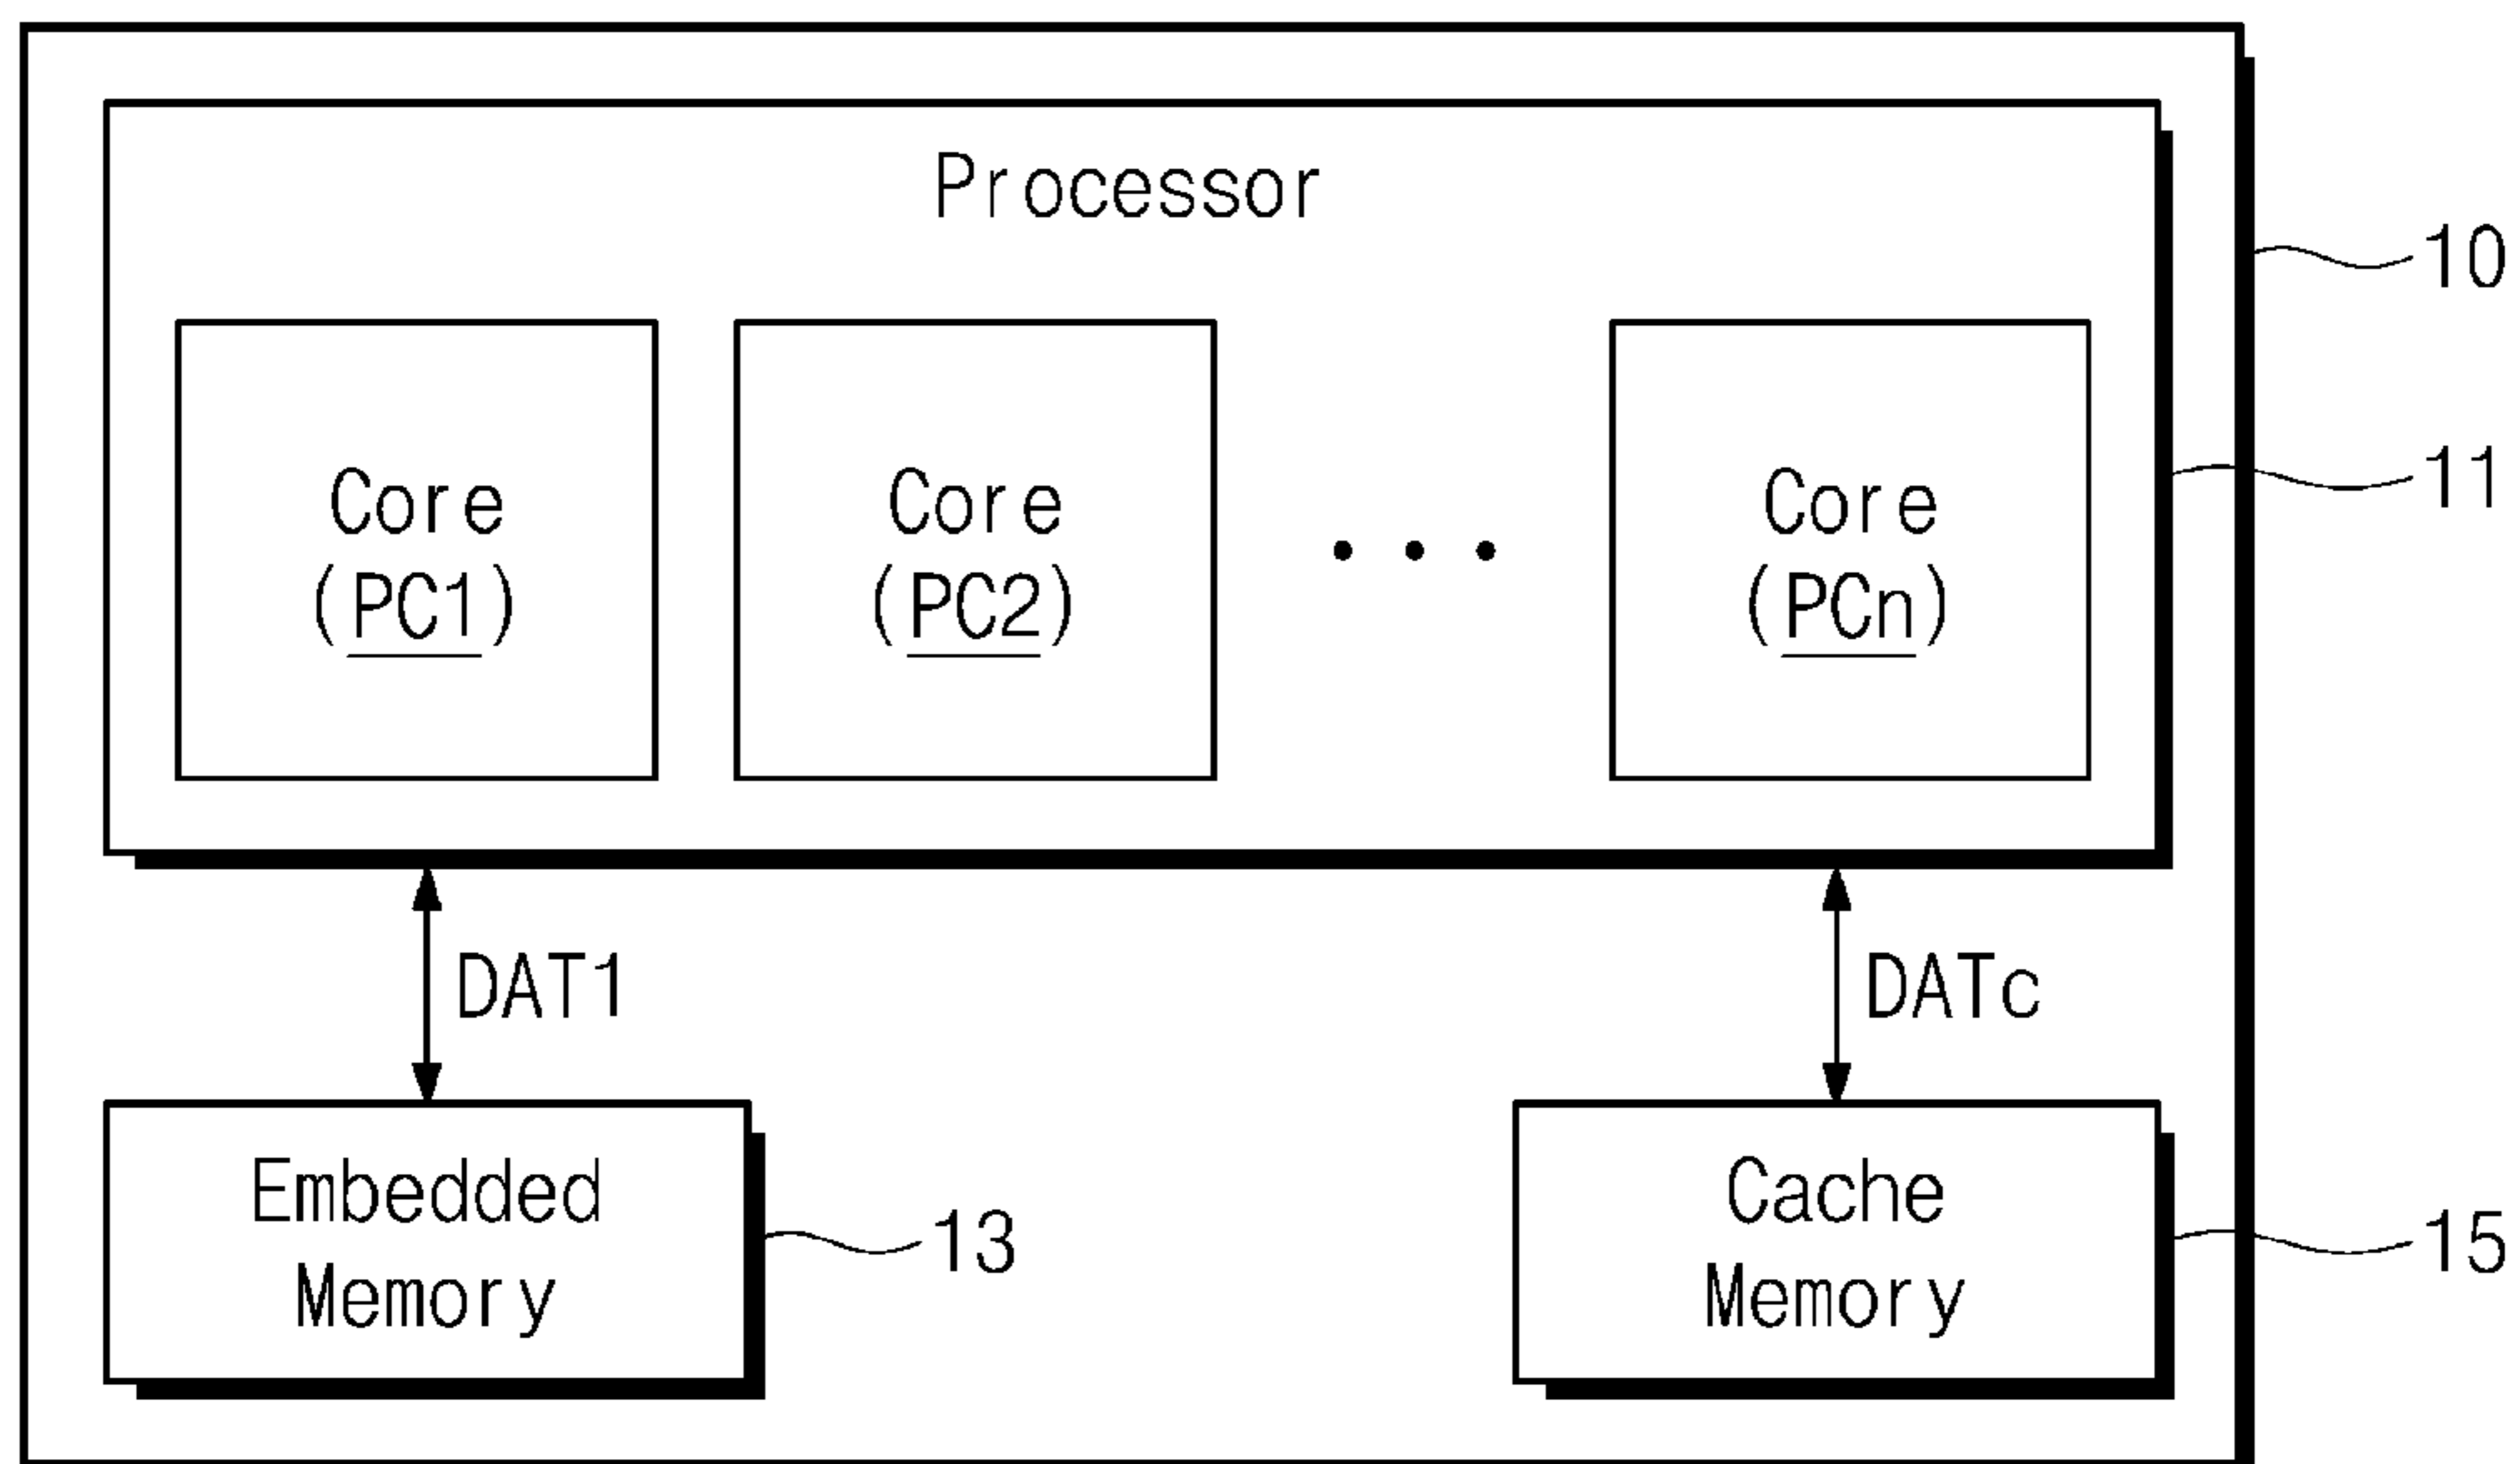 Processor
10
Core
(PC1)
Core
(PC2)
• • •
Core
(PCn)
11
DAT1
DATc
Embedded
Memory
13
Cache
Memory
15